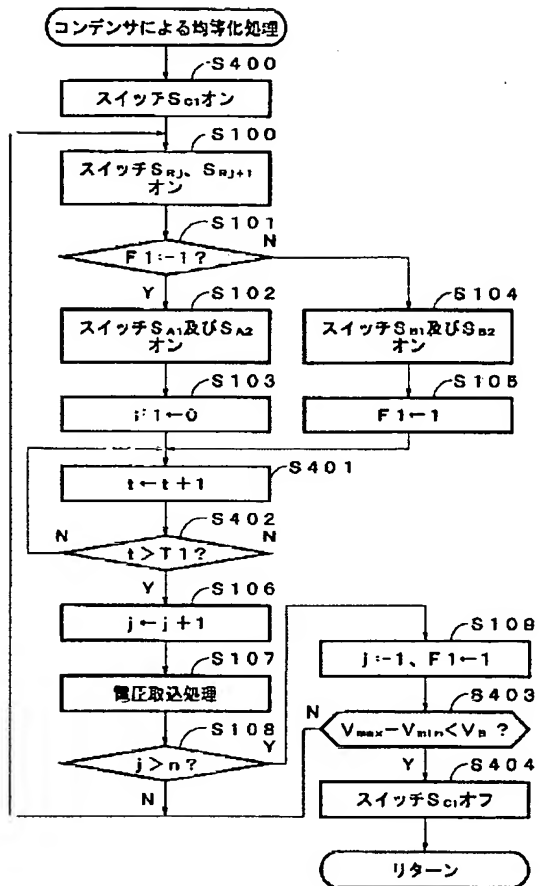 コンデンサによる均等化処理
S400
スイッチSC1オン
S100
スイッチSRj、SRj+1
オン
S101
F1:-1?
N
Y
S102
スイッチSA1及びSA2
オン
S104
スイッチSB1及びSB2
オン
S103
F1←0
S105
F1←1
S401
t←t+1
S402
N
t>T1?
N
Y
S106
j←j+1
S107
電圧取込処理
S108
j>n?
Y
N
S108
j:-1、F1←1
S403
N
Vmax-Vmin<VB ?
Y
S404
スイッチSC1オフ
リターン